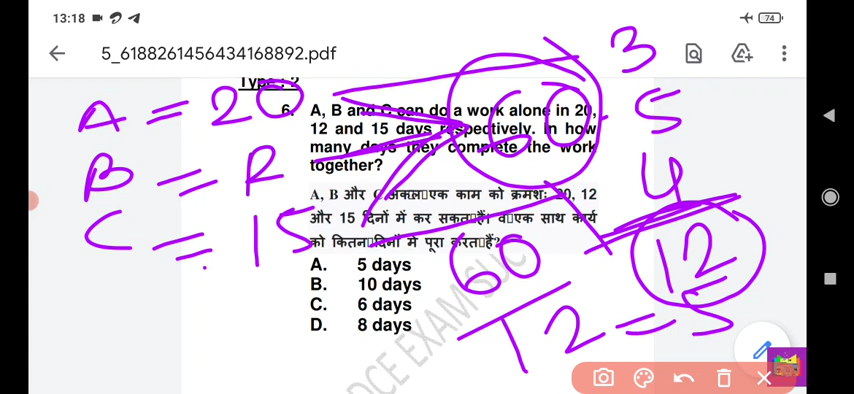 13:18
74
5_6188261456434168892.pdf
Type : 2
6. A, B and C can do a work alone in 20,
12 and 15 days respectively. In how
many days they complete the work
together?
A, B और C अकेले एक काम को क्रमशः 20, 12
और 15 दिनों में कर सकते हैं। वे एक साथ कार्य
को कितने दिनों में पूरा करते हैं?
A. 5 days
B. 10 days
C. 6 days
D. 8 days
A = 20
B = 12
C = 15
60
3
5
4
12
60
12 = 5